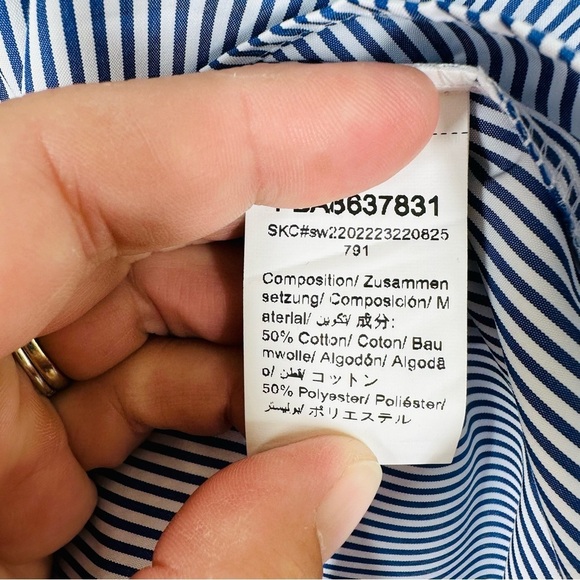 SKC#sw2202223220825
791
Composition/ Zusammen
setzung/ Composición/ M
aterial/ تكوين/ 成分:
50% Cotton/ Coton/ Bau
mwolle/ Algodón/ Algodã
o/ قطن/ コットン
50% Polyester/ Poliéster/
بوليستر/ ポリエステル